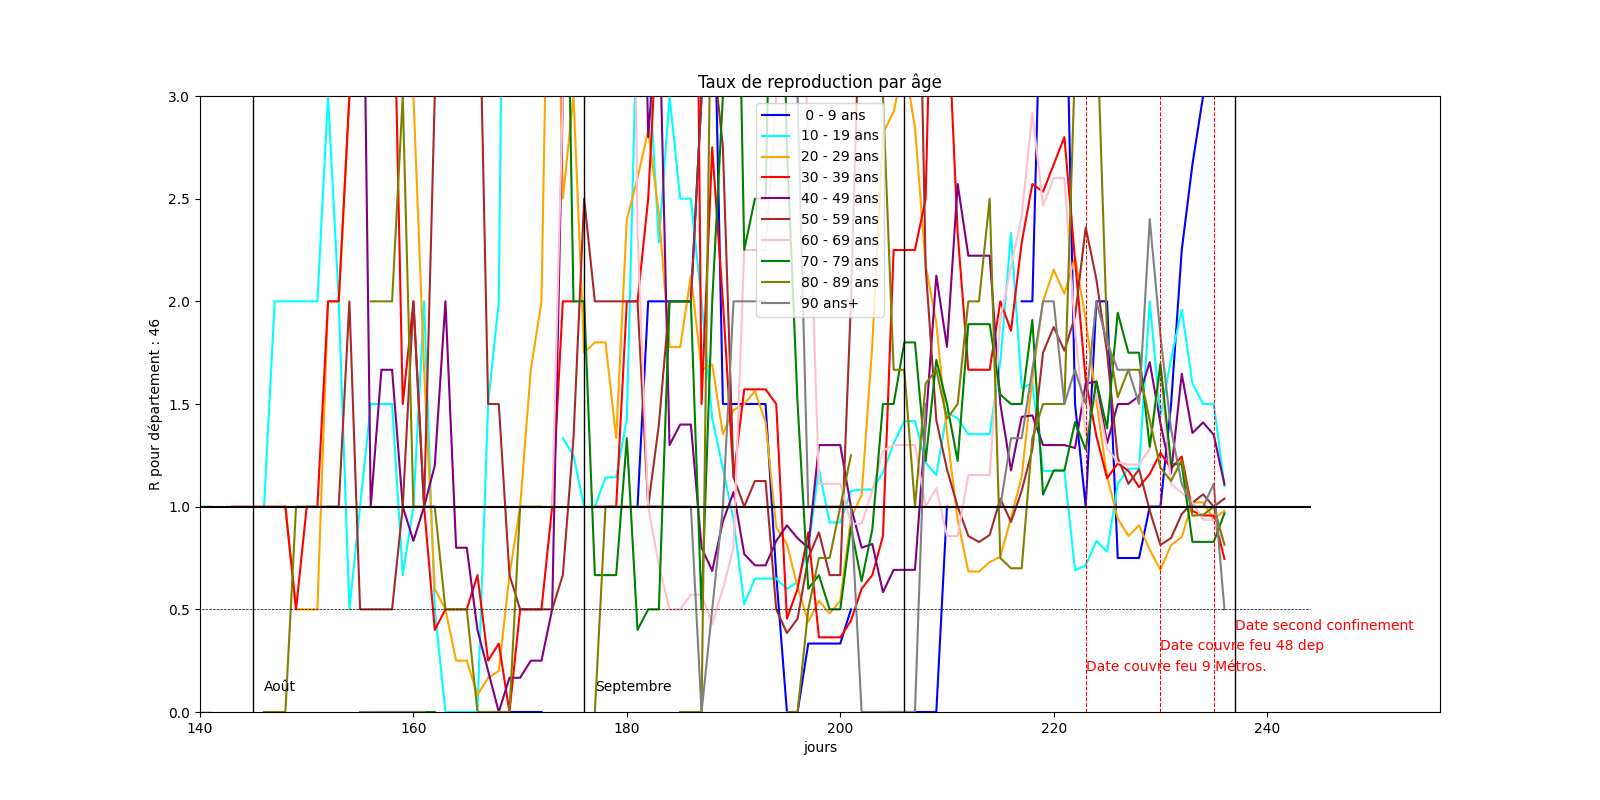 Taux de reproduction par âge
R pour département : 46
3.0
2.5
2.0
1.5
1.0
0.5
0.0
0 - 9 ans
10 - 19 ans
20 - 29 ans
30 - 39 ans
40 - 49 ans
50 - 59 ans
60 - 69 ans
70 - 79 ans
80 - 89 ans
90 ans+
Date second confinement
Date couvre feu 48 dep
Date couvre feu 9 Métros.
Août
Septembre
140
160
180
200
220
240
jours